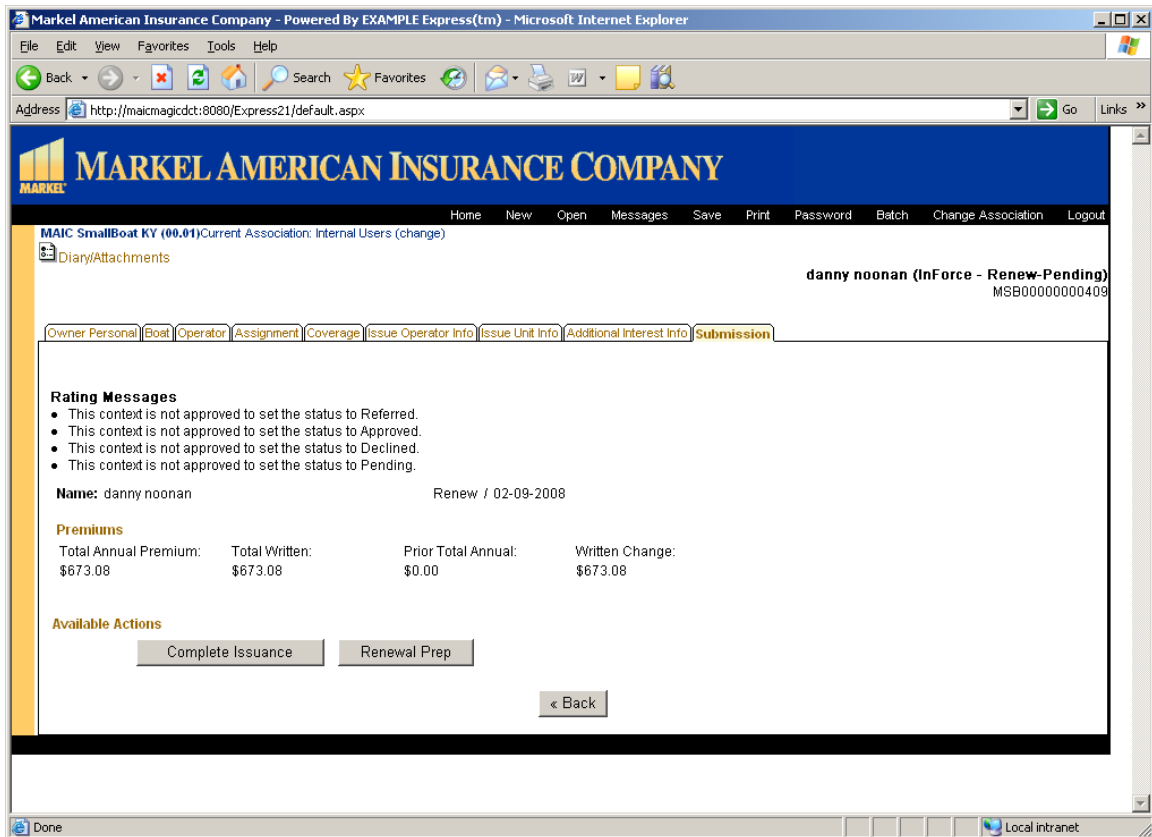 Markel American Insurance Company - Powered By EXAMPLE Express(tm) - Microsoft Internet Explorer
File Edit View Favorites Tools Help
Back Search Favorites
Address http://maicmagicdct:8080/Express21/default.aspx Go Links »
MARKEL MARKEL AMERICAN INSURANCE COMPANY
Home New Open Messages Save Print Password Batch Change Association Logout
MAIC SmallBoat KY (00.01)Current Association: Internal Users (change)
Diary/Attachments
danny noonan (InForce - Renew-Pending)
MSB00000000409
Owner Personal Boat Operator Assignment Coverage Issue Operator Info Issue Unit Info Additional Interest Info Submission
Rating Messages
• This context is not approved to set the status to Referred.
• This context is not approved to set the status to Approved.
• This context is not approved to set the status to Declined.
• This context is not approved to set the status to Pending.
Name: danny noonan Renew / 02-09-2008
Premiums
Total Annual Premium: Total Written: Prior Total Annual: Written Change:
$673.08 $673.08 $0.00 $673.08
Available Actions
Complete Issuance Renewal Prep
« Back
Done Local intranet